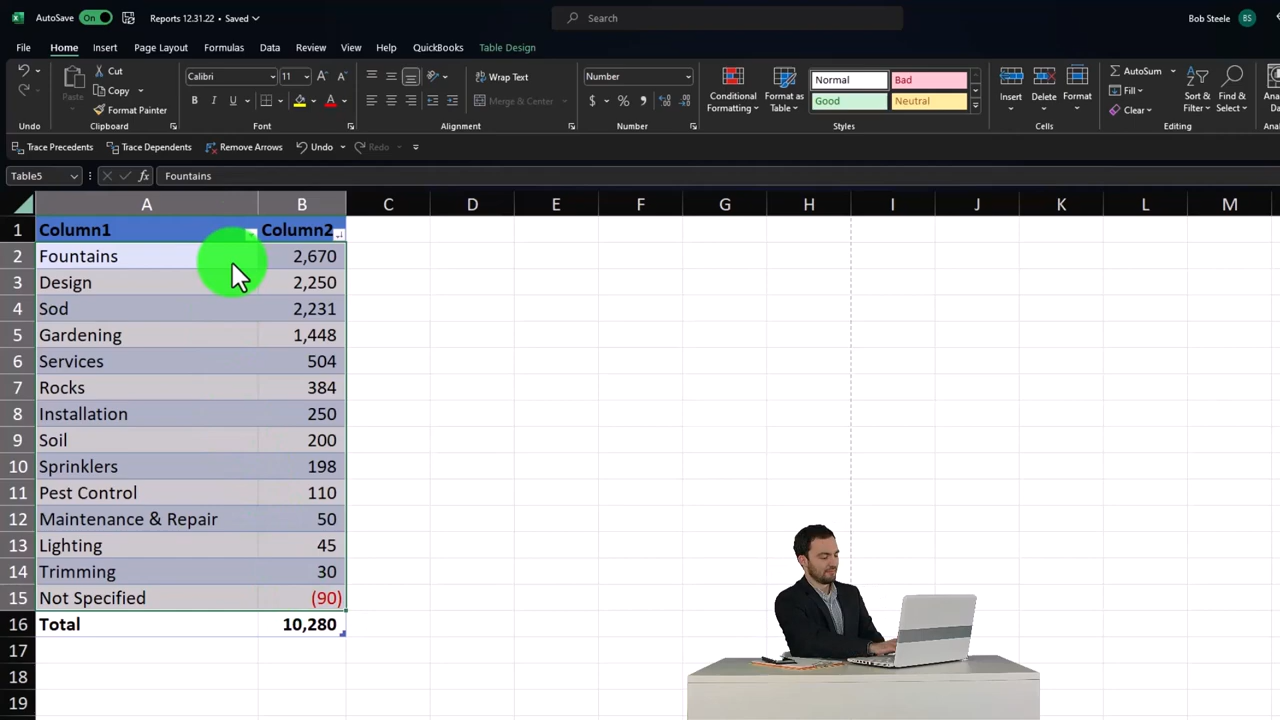 AutoSave On Reports 12.31.22 • Saved Search Bob Steele BS
File Home Insert Page Layout Formulas Data Review View Help QuickBooks Table Design
Cut Calibri 11 Wrap Text Number Normal Bad AutoSum
Paste Copy Conditional Formatting Format as Table Insert Delete Format Fill Sort & Filter Find & Select
Format Painter B I U A Merge & Center $ % Good Neutral Clear
Undo Clipboard Font Alignment Number Styles Cells Editing
Trace Precedents Trace Dependents Remove Arrows Undo Redo
Table5 fx Fountains
A B C D E F G H I J K L M
1 Column1 Column2
2 Fountains 2,670
3 Design 2,250
4 Sod 2,231
5 Gardening 1,448
6 Services 504
7 Rocks 384
8 Installation 250
9 Soil 200
10 Sprinklers 198
11 Pest Control 110
12 Maintenance & Repair 50
13 Lighting 45
14 Trimming 30
15 Not Specified (90)
16 Total 10,280
17
18
19